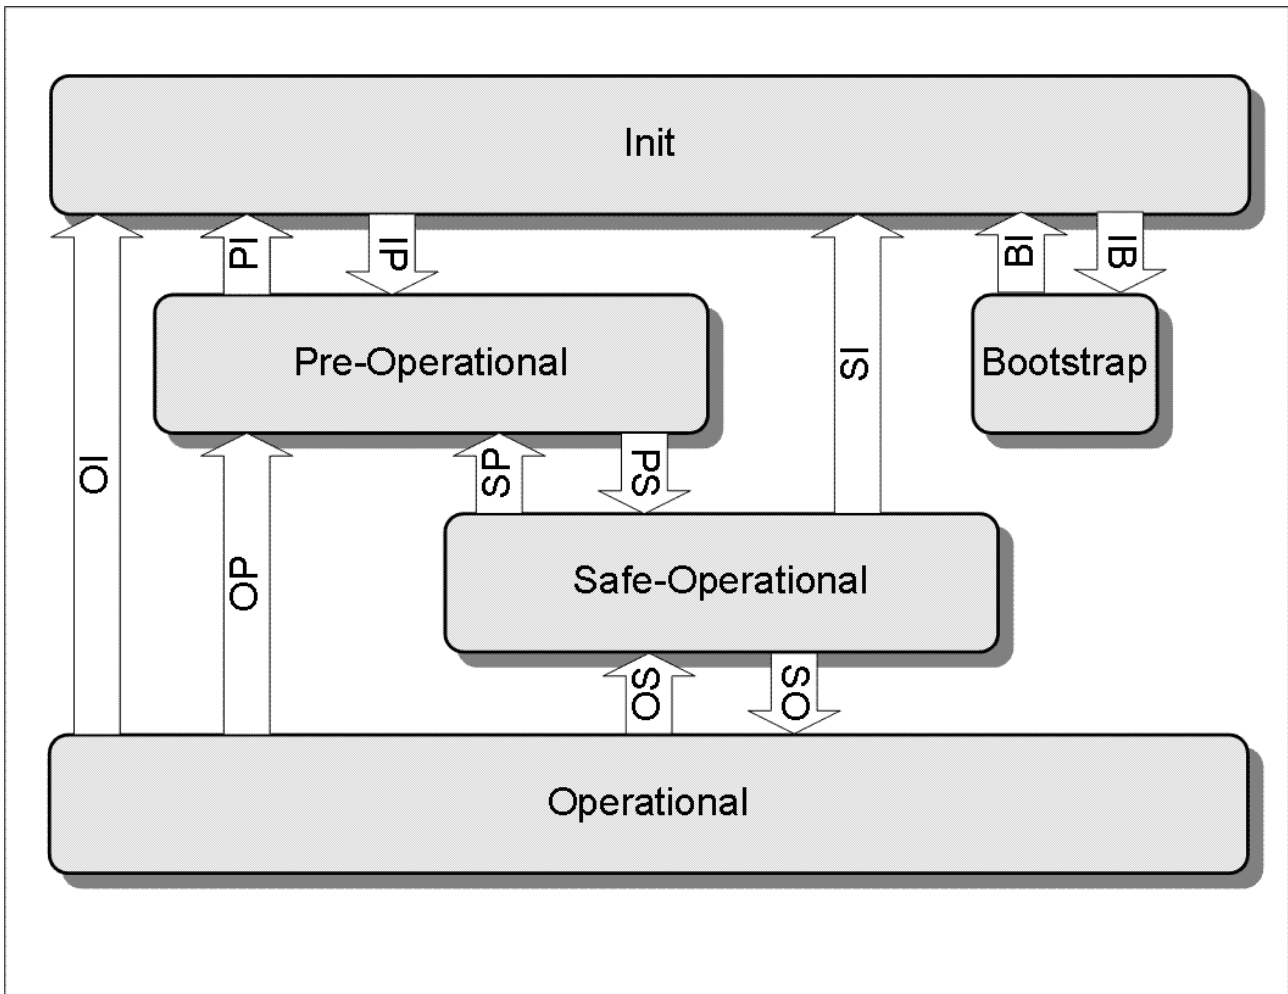 Init
PI
IP
BI
IB
Pre-Operational
SI
Bootstrap
OI
SP
PS
OP
Safe-Operational
OS
SO
Operational